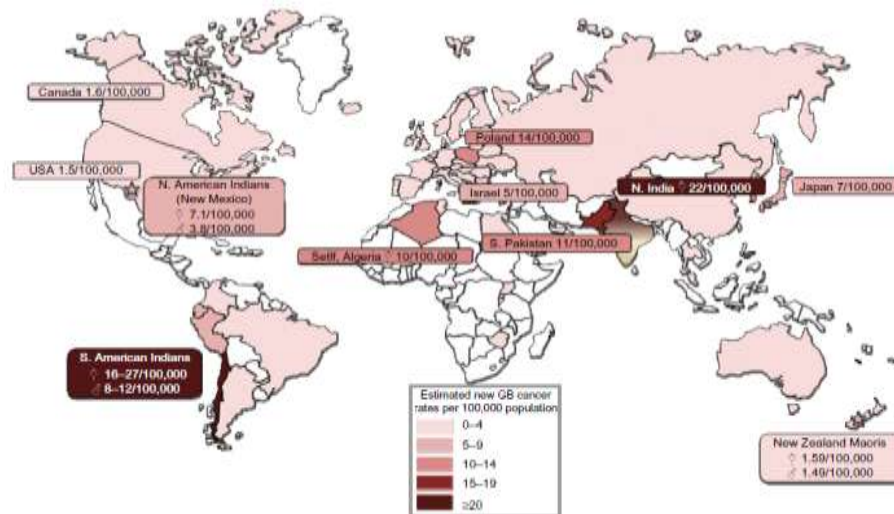 Canada 1.6/100,000
USA 1.5/100,000
N. American Indians
(New Mexico)
♀ 7.1/100,000
♂ 3.8/100,000
Poland 14/100,000
Israel 5/100,000
N. India ♀ 22/100,000
Japan 7/100,000
Setif, Algeria ♀ 10/100,000
S. Pakistan 11/100,000
S. American Indians
♀ 16–27/100,000
♂ 8–12/100,000
Estimated new GB cancer
rates per 100,000 population
0–4
5–9
10–14
15–19
≥20
New Zealand Maoris
♀ 1.59/100,000
♂ 1.49/100,000